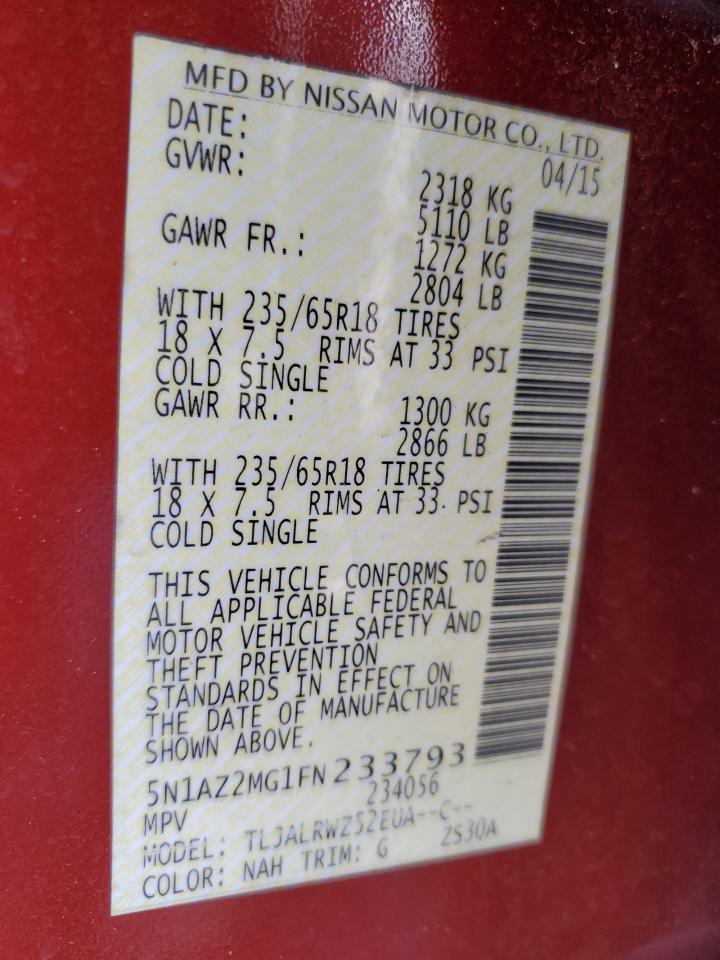 MFD BY NISSAN MOTOR CO., LTD.
DATE: 04/15
GVWR: 2318 KG
5110 LB
GAWR FR.: 1272 KG
2804 LB
WITH 235/65R18 TIRES
18 X 7.5 RIMS AT 33 PSI
COLD SINGLE
GAWR RR.: 1300 KG
2866 LB
WITH 235/65R18 TIRES
18 X 7.5 RIMS AT 33 PSI
COLD SINGLE
THIS VEHICLE CONFORMS TO
ALL APPLICABLE FEDERAL
MOTOR VEHICLE SAFETY AND
THEFT PREVENTION
STANDARDS IN EFFECT ON
THE DATE OF MANUFACTURE
SHOWN ABOVE.
5N1AZ2MG1FN233793
MPV 234056
MODEL: TLJALRWZ52EUA--C--
COLOR: NAH TRIM: G ZS30A